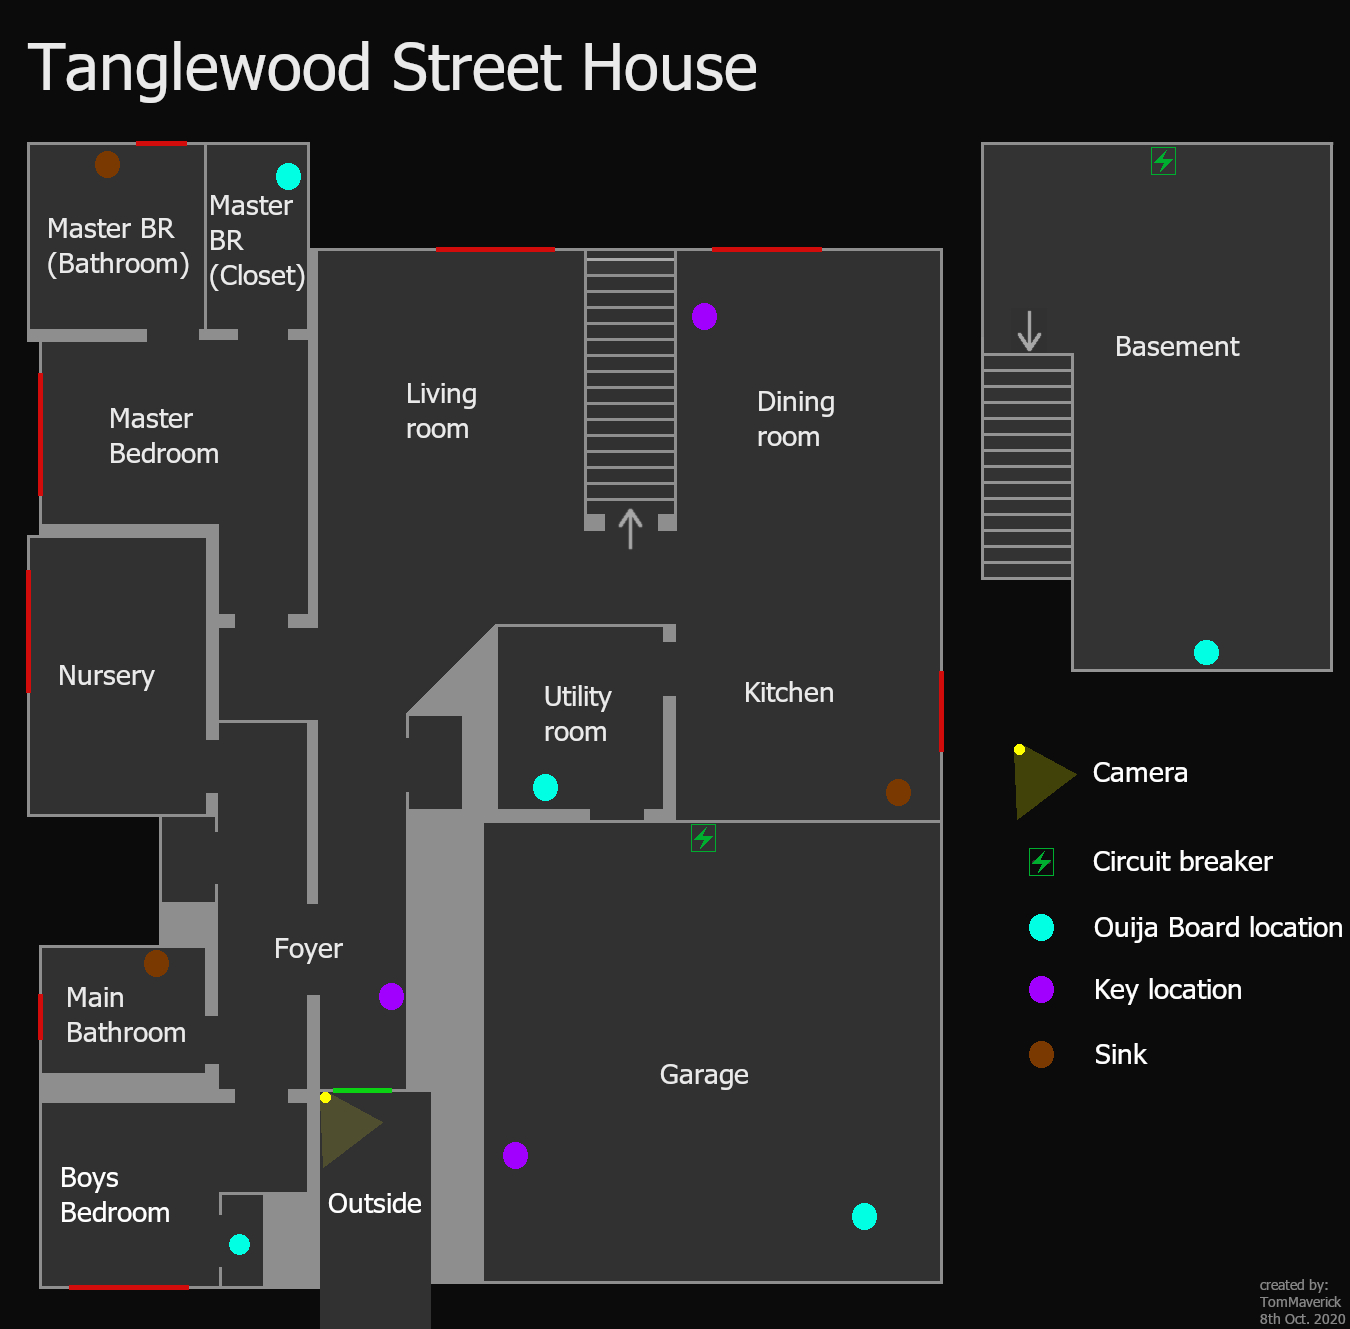 Tanglewood Street House
Master BR
(Bathroom)
Master
BR
(Closet)
Living
room
Dining
room
Basement
Master
Bedroom
Nursery
Utility
room
Kitchen
Camera
Circuit breaker
Ouija Board location
Key location
Sink
Foyer
Main
Bathroom
Garage
Boys
Bedroom
Outside
created by:
TomMaverick
8th Oct. 2020